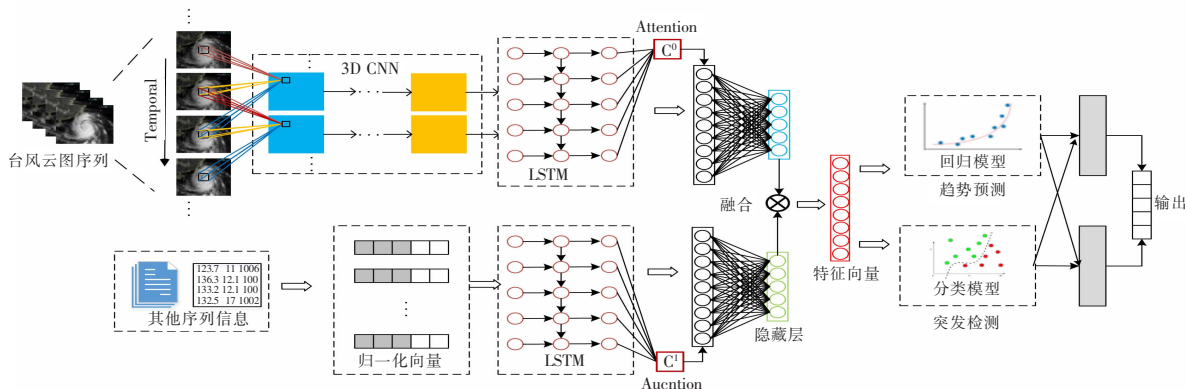 台风云图序列
Temporal
3D CNN
LSTM
Attention
C⁰
融合
特征向量
回归模型
趋势预测
分类模型
突发检测
输出
123.7 11 1006
136.3 12.1 100
133.2 12.1 100
132.5 17 1002
其他序列信息
归一化向量
LSTM
C¹
Aucntion
隐藏层